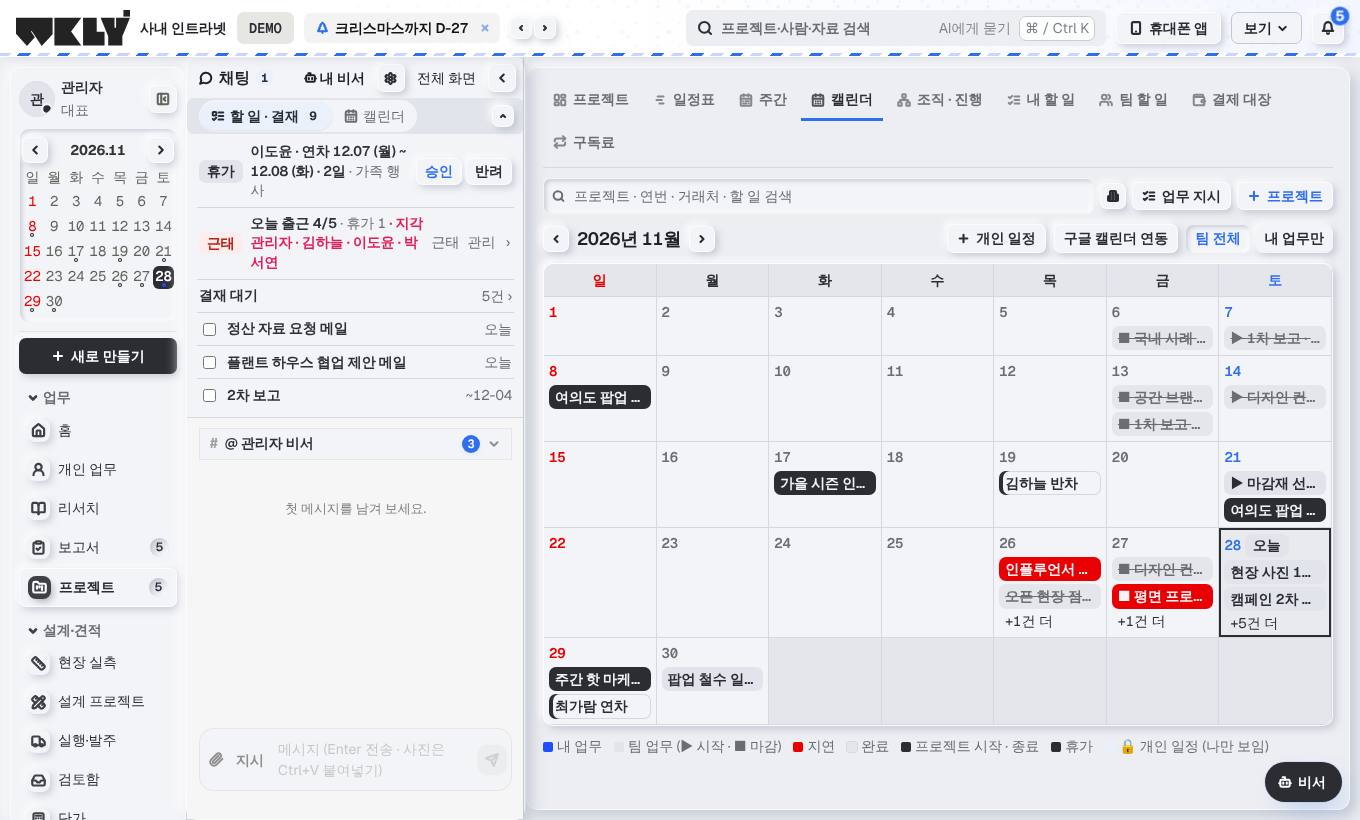 WKLY 사내 인트라넷 DEMO 크리스마스까지 D-27 × ‹ › 프로젝트·사람·자료 검색 AI에게 묻기 ⌘ / Ctrl K 휴대폰 앱 보기 5
관 관리자
대표
2026.11
일 월 화 수 목 금 토
1 2 3 4 5 6 7
8 9 10 11 12 13 14
15 16 17 18 19 20 21
22 23 24 25 26 27 28
29 30
+ 새로 만들기
업무
홈
개인 업무
리서치
보고서 5
프로젝트 5
설계·견적
현장 실측
설계 프로젝트
실행·발주
검토함
채팅 1 내 비서 전체 화면
할 일 · 결재 9 캘린더
휴가 이도윤 · 연차 12.07 (월) ~
12.08 (화) · 2일 · 가족 행
사
승인 반려
근태 오늘 출근 4/5 · 휴가 1 · 지각
관리자 · 김하늘 · 이도윤 · 박
서연
근태 관리 ›
결재 대기 5건 ›
정산 자료 요청 메일 오늘
플랜트 하우스 협업 제안 메일 오늘
2차 보고 ~12-04
# @ 관리자 비서 3
첫 메시지를 남겨 보세요.
지시 메시지 (Enter 전송 · 사진은
Ctrl+V 붙여넣기)
프로젝트 일정표 주간 캘린더 조직 · 진행 내 할 일 팀 할 일 결제 대장
구독료
프로젝트 · 연번 · 거래처 · 할 일 검색 업무 지시 + 프로젝트
2026년 11월 + 개인 일정 구글 캘린더 연동 팀 전체 내 업무만
일 월 화 수 목 금 토
1 2 3 4 5 6 7
■ 국내 사례 ... ▶ 1차 보고 · ...
8 9 10 11 12 13 14
여의도 팝업 ... ■ 공간 브랜... ▶ 디자인 컨...
■ 1차 보고 ...
15 16 17 18 19 20 21
가을 시즌 인... 김하늘 반차 ▶ 마감재 선...
여의도 팝업 ...
22 23 24 25 26 27 28 오늘
인플루언서 ... ■ 디자인 컨... 현장 사진 1...
오픈 현장 점... ■ 평면 프로... 캠페인 2차 ...
+1건 더 +1건 더 +5건 더
29 30
주간 핫 마케... 팝업 철수 일...
최가람 연차
내 업무 팀 업무 (▶ 시작 · ■ 마감) 지연 완료 프로젝트 시작 · 종료 휴가 🔒 개인 일정 (나만 보임)
비서